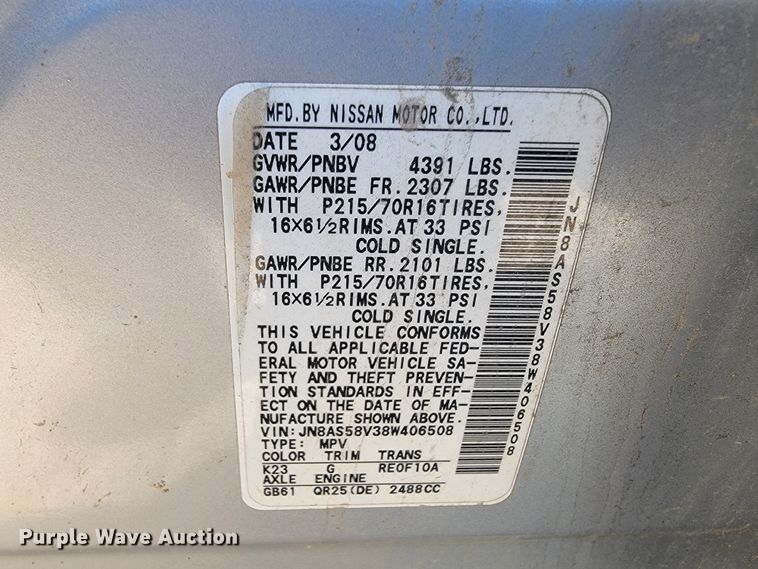 MFD.BY NISSAN MOTOR CO.,LTD.
DATE 3/08
GVWR/PNBV 4391 LBS.
GAWR/PNBE FR.2307 LBS.
WITH P215/70R16TIRES,
16×6½RIMS.AT 33 PSI
COLD SINGLE.
GAWR/PNBE RR.2101 LBS.
WITH P215/70R16TIRES,
16×6½RIMS.AT 33 PSI
COLD SINGLE.
THIS VEHICLE CONFORMS
TO ALL APPLICABLE FED-
ERAL MOTOR VEHICLE SA-
FETY AND THEFT PREVEN-
TION STANDARDS IN EFF-
ECT ON THE DATE OF MA-
NUFACTURE SHOWN ABOVE.
VIN:JN8AS58V38W406508
TYPE: MPV
COLOR TRIM TRANS
K23 G RE0F10A
AXLE ENGINE
GB61 QR25(DE) 2488CC
JN8AS58V38W406508
Purple Wave Auction